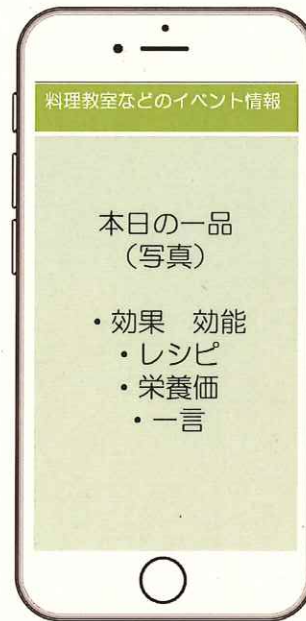 料理教室などのイベント情報
本日の一品
（写真）
・効果　効能
・レシピ
・栄養価
・一言